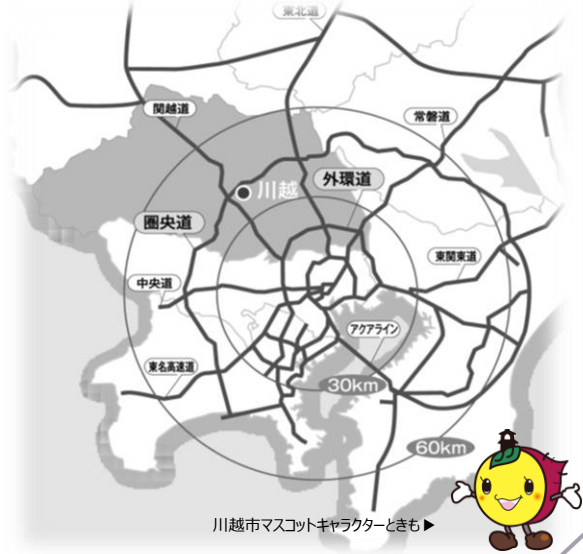 東北道
関越道
常磐道
川越
外環道
圏央道
東関東道
中央道
アクアライン
東名高速道
30km
60km
川越市マスコットキャラクターときも▶